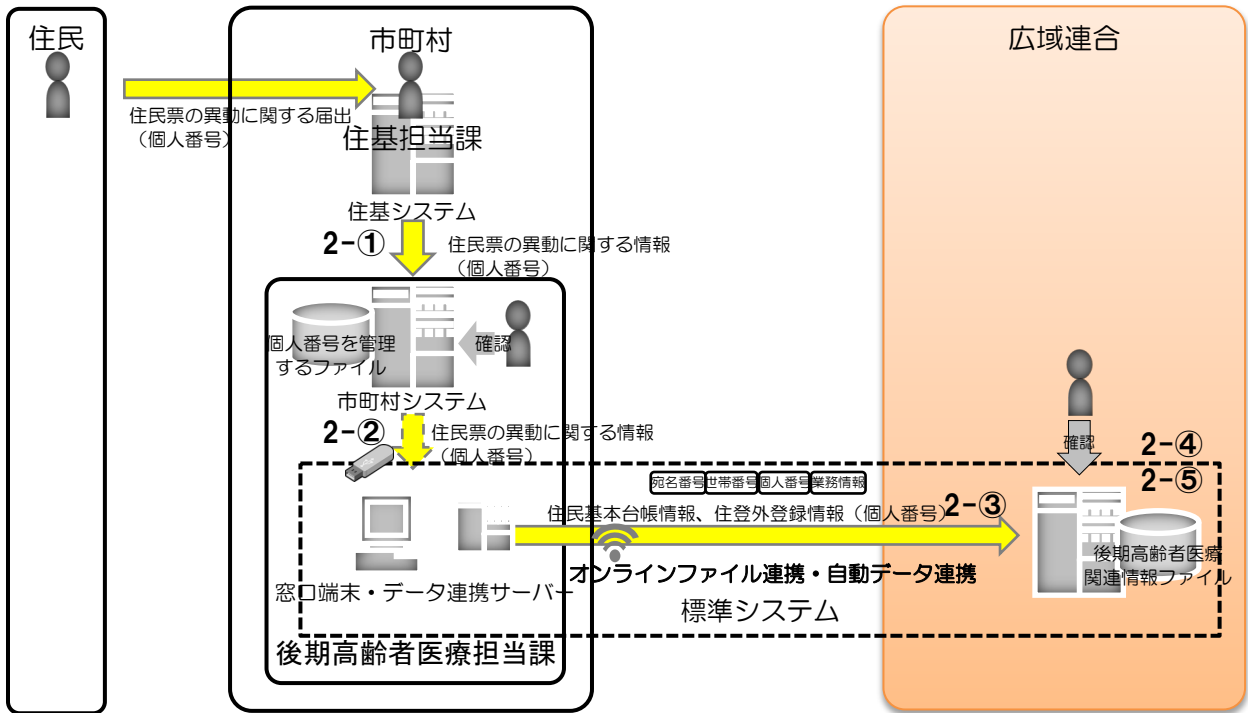 住民
市町村
広域連合
住民票の異動に関する届出
（個人番号）
住基担当課
住基システム
2-①
住民票の異動に関する情報
（個人番号）
個人番号を管理
するファイル
確認
市町村システム
2-②
住民票の異動に関する情報
（個人番号）
確認
2-④
2-⑤
宛名番号
世帯番号
個人番号
業務情報
住民基本台帳情報、住登外登録情報（個人番号）
2-③
オンラインファイル連携・自動データ連携
後期高齢者医療
関連情報ファイル
窓口端末・データ連携サーバー
標準システム
後期高齢者医療担当課